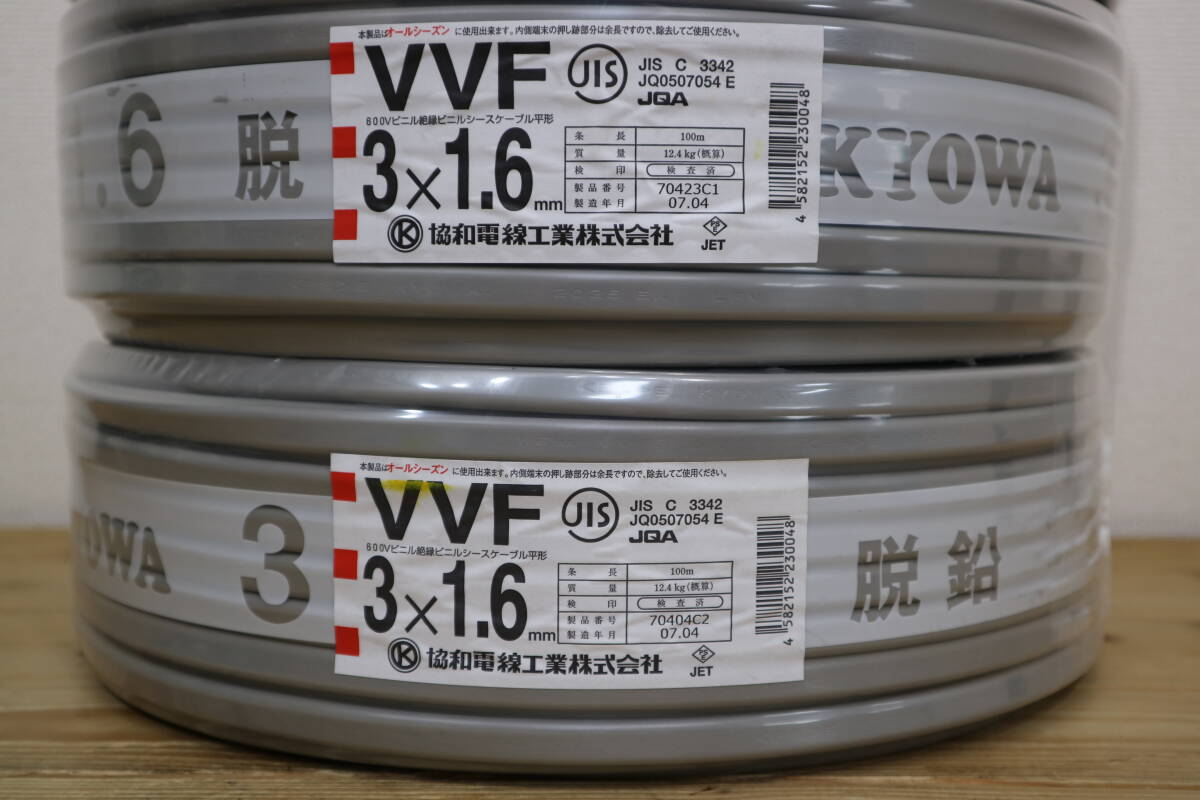 本製品はオールシーズンに使用出来ます。内側端末の押し跡部分は余長ですので、除去してご使用ください。
VVF
JIS
JIS C 3342
JQ0507054 E
JQA
600Vビニル絶縁ビニルシースケーブル平形
3×1.6mm
条長 100m
質量 12.4kg(概算)
検印 検査済
製品番号 70423C1
製造年月 07.04
K 協和電線工業株式会社
PS E
JET
4 582152 230048
1.6 脱
KYOWA
本製品はオールシーズンに使用出来ます。内側端末の押し跡部分は余長ですので、除去してご使用ください。
VVF
JIS
JIS C 3342
JQ0507054 E
JQA
600Vビニル絶縁ビニルシースケーブル平形
3×1.6mm
条長 100m
質量 12.4kg(概算)
検印 検査済
製品番号 70404C2
製造年月 07.04
K 協和電線工業株式会社
PS E
JET
4 582152 230048
YOWA 3
脱鉛